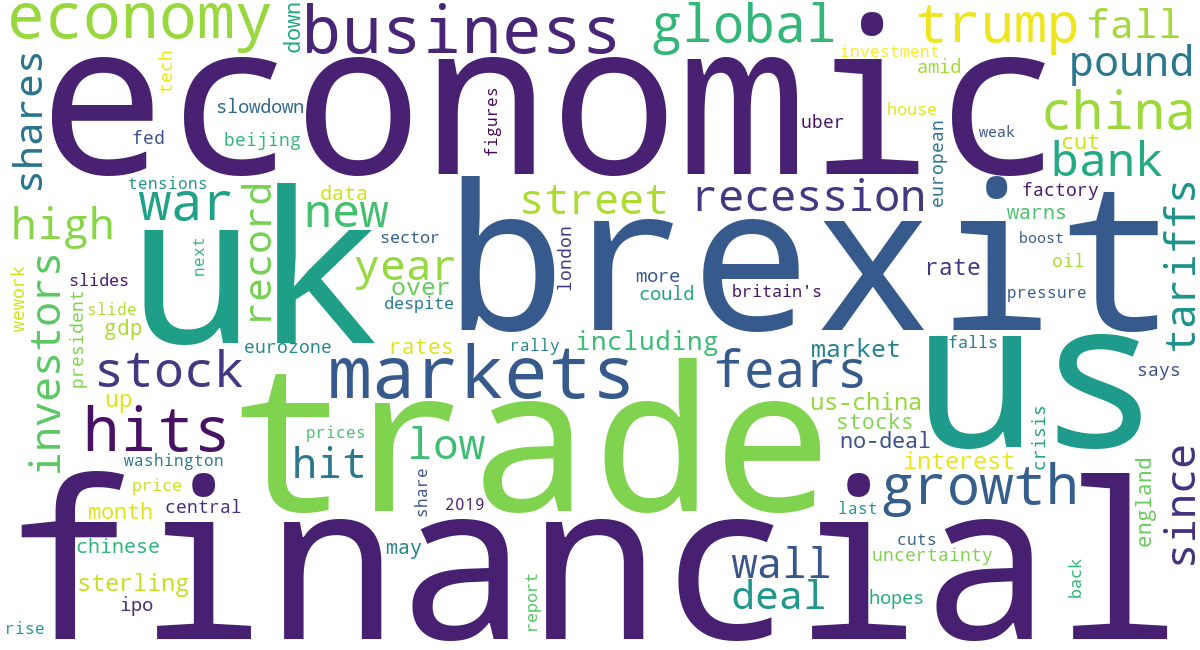 economy
down
business
global
trump
fall
economic
shares
tech
investment
amid
pound
slowdown
figures
uber
house
china
fed
beijing
european
weak
cut
bank
tensions
war
record
data
new
street
recession
factory
tariffs
high
uk
next
sector
london
brexit
warns
boost
investors
wework
slides
year
over
more
could
britain's
rate
oil
pressure
president
slide
gdp
despite
eurozone
rates
rally
including
market
us
falls
says
stock
markets
fears
up
trade
us-china
stocks
hits
prices
low
no-deal
crisis
washington
hit
interest
price
share
growth
since
month
central
2019
last
england
financial
chinese
may
cuts
uncertainty
sterling
wall
back
ipo
report
deal
hopes
rise